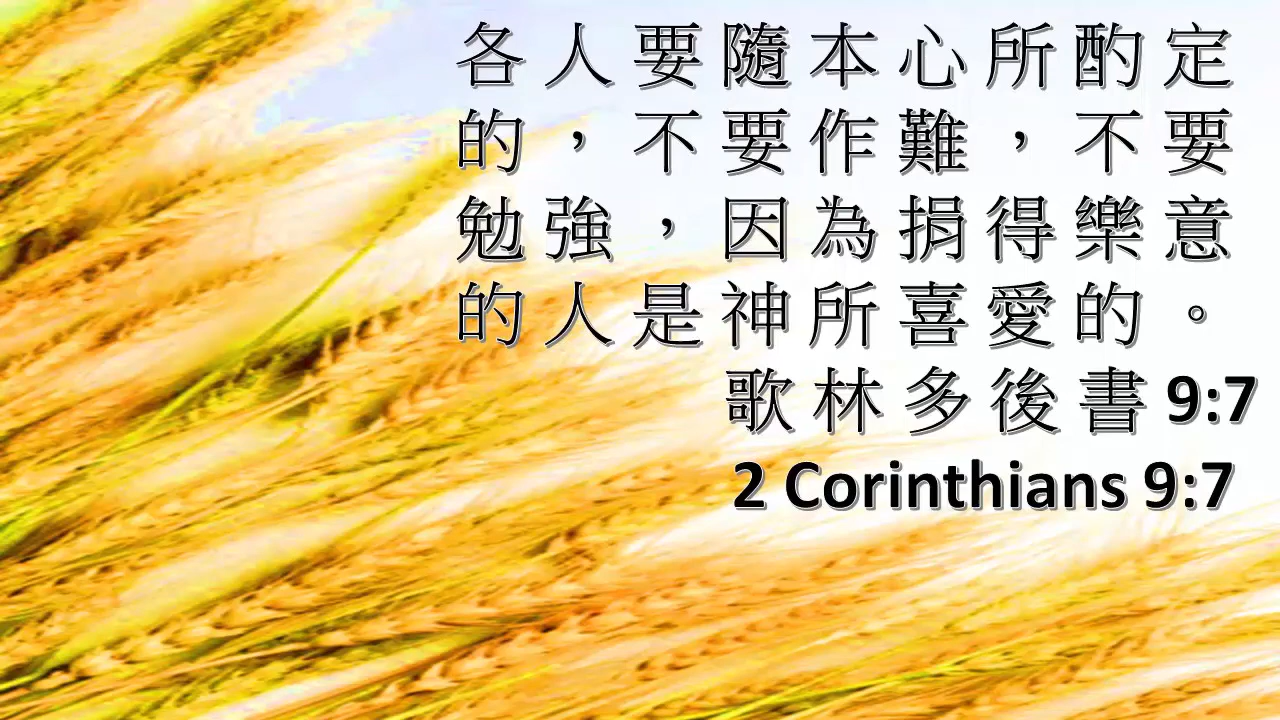 各人要隨本心所酌定
的，不要作難，不要
勉強，因為捐得樂意
的人是神所喜愛的。
歌林多後書 9:7
2 Corinthians 9:7